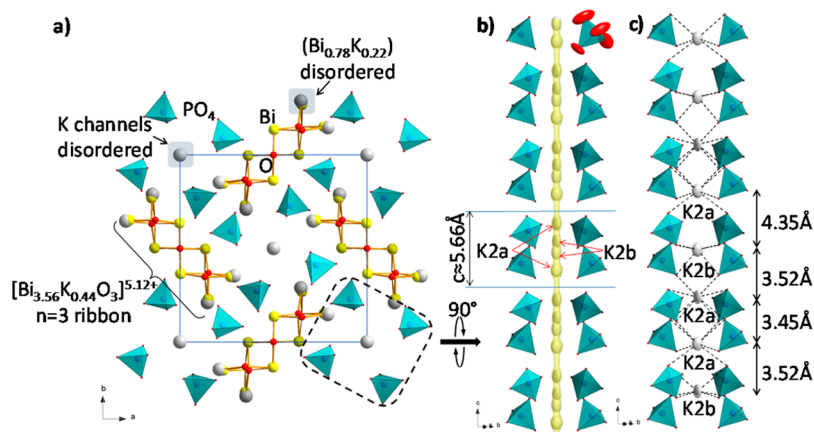 a)
(Bi0.78K0.22)
disordered
PO4
Bi
K channels
disordered
O
[Bi3.56K0.44O3]5.12+
n=3 ribbon
b
a
90°
b)
c≈5.66Å
K2a
K2b
c
b
a
c)
K2a
K2b
K2a
K2a
K2b
4.35Å
3.52Å
3.45Å
3.52Å
c
b
a